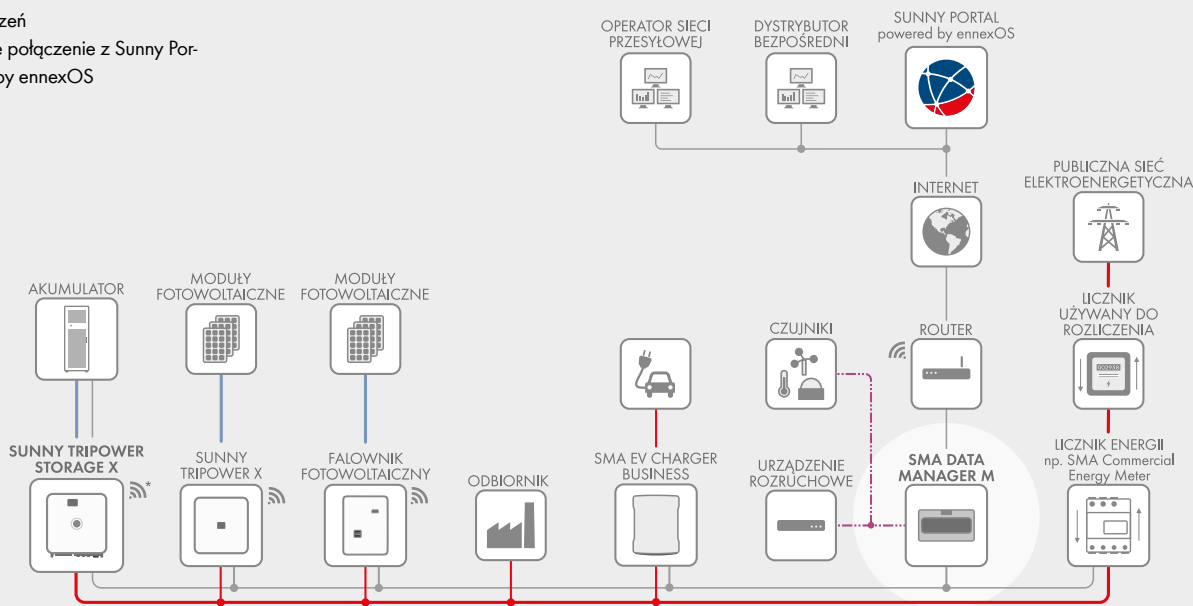 zeń
e połączenie z Sunny Por-
by ennexOS
OPERATOR SIECI
PRZESYŁOWEJ
DYSTRYBUTOR
BEZPOŚREDNI
SUNNY PORTAL
powered by ennexOS
INTERNET
PUBLICZNA SIEĆ
ELEKTROENERGETYCZNA
AKUMULATOR
MODUŁY
FOTOWOLTAICZNE
MODUŁY
FOTOWOLTAICZNE
CZUJNIKI
ROUTER
LICZNIK
UŻYWANY DO
ROZLICZENIA
SUNNY TRIPOWER
STORAGE X
*
SUNNY
TRIPOWER X
FALOWNIK
FOTOWOLTAICZNY
ODBIORNIK
SMA EV CHARGER
BUSINESS
URZĄDZENIE
ROZRUCHOWE
SMA DATA
MANAGER M
LICZNIK ENERGII
np. SMA Commercial
Energy Meter